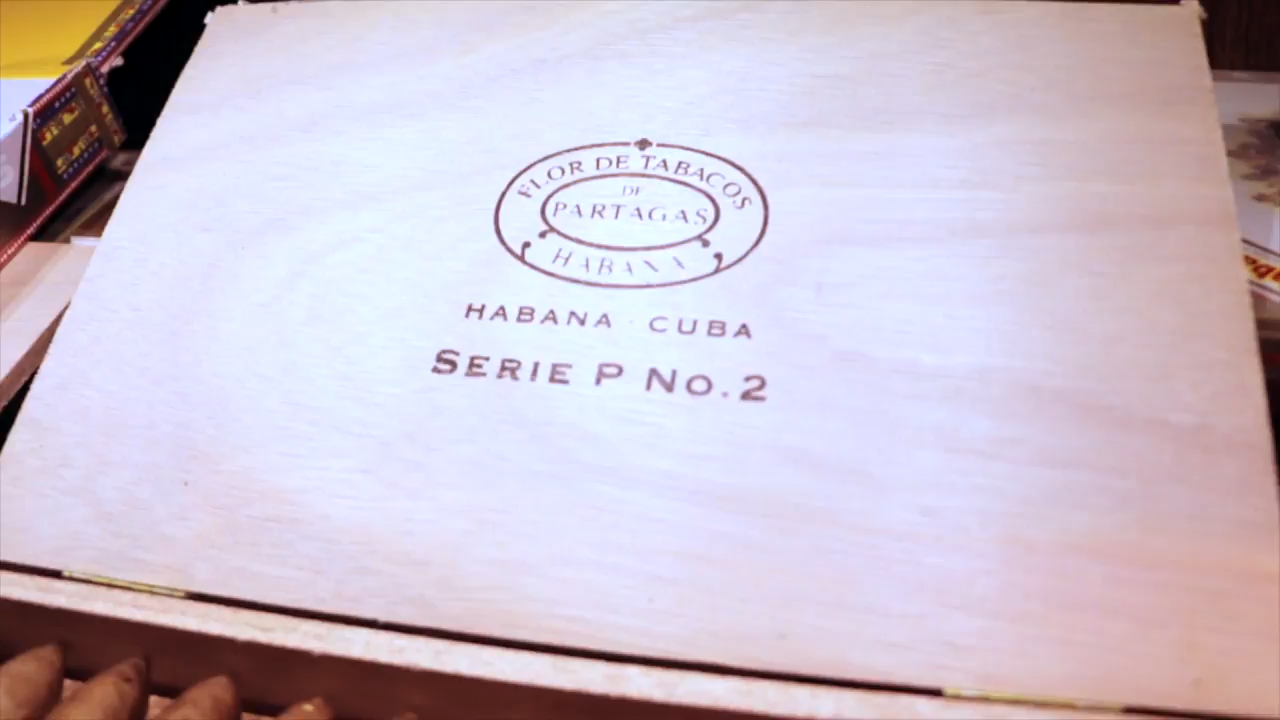 FLOR DE TABACOS
DE
PARTAGAS
HABANA
HABANA CUBA
SERIE P NO.2